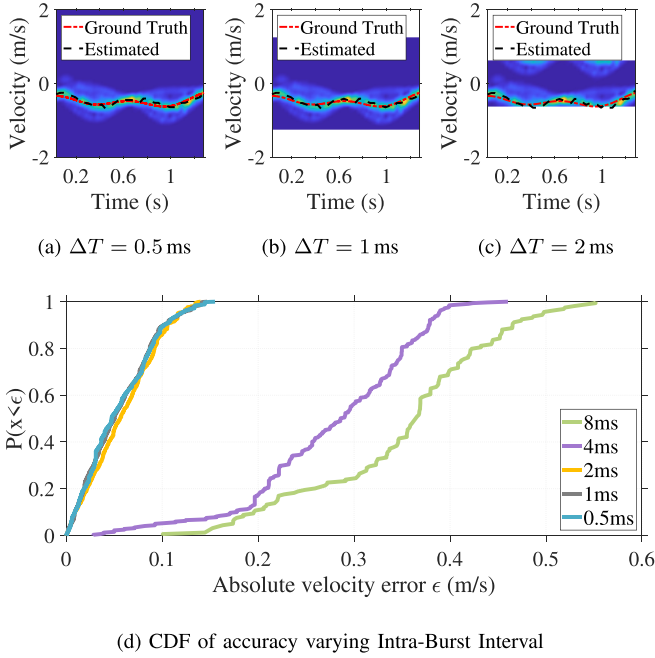 2
0
-2
Velocity (m/s)
Ground Truth
Estimated
0.2 0.6 1
Time (s)
(a) ΔT = 0.5 ms
2
0
-2
Velocity (m/s)
Ground Truth
Estimated
0.2 0.6 1
Time (s)
(b) ΔT = 1 ms
2
0
-2
Velocity (m/s)
Ground Truth
Estimated
0.2 0.6 1
Time (s)
(c) ΔT = 2 ms
1
0.8
0.6
0.4
0.2
0
P(x<ϵ)
8ms
4ms
2ms
1ms
0.5ms
0 0.1 0.2 0.3 0.4 0.5 0.6
Absolute velocity error ϵ (m/s)
(d) CDF of accuracy varying Intra-Burst Interval